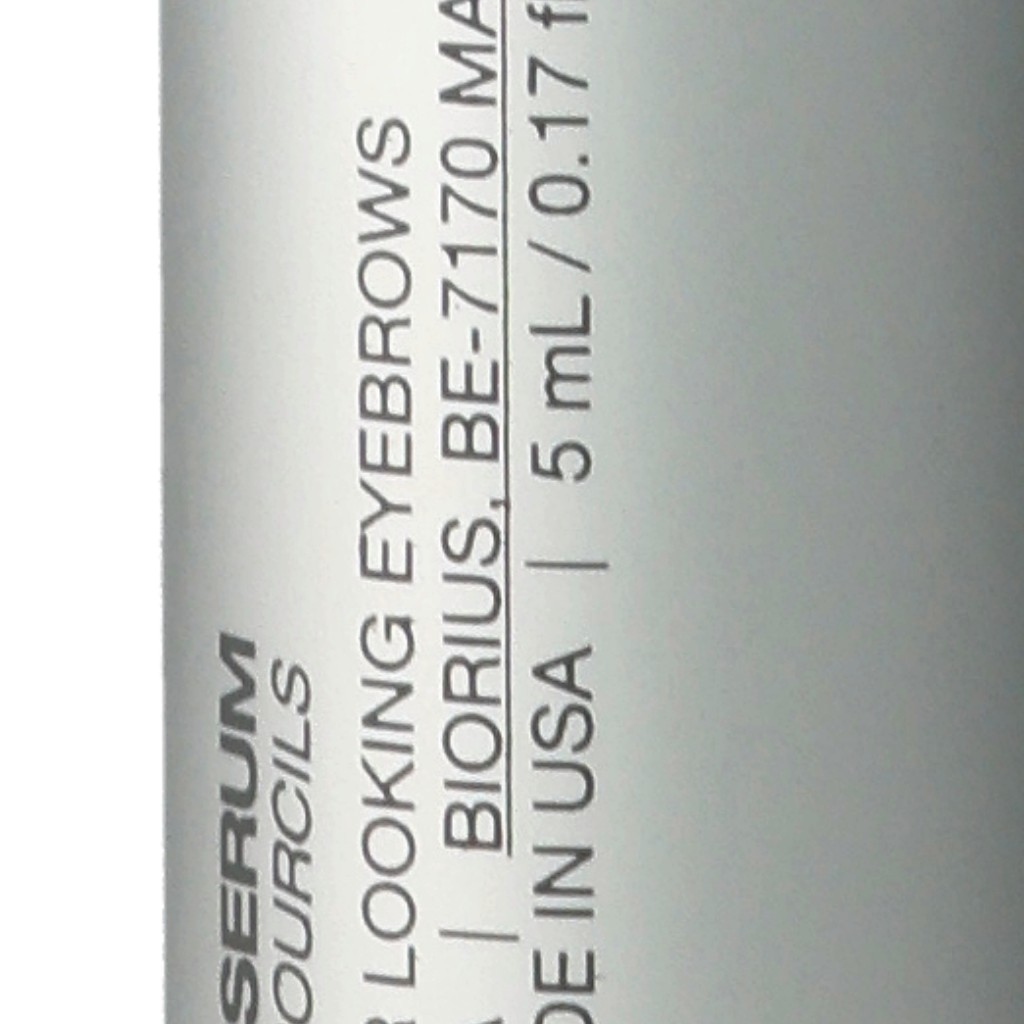 SERUM
OURCILS
LOOKING EYEBROWS
| BIORIUS, BE-7170 MA
DE IN USA | 5 mL / 0.17 f